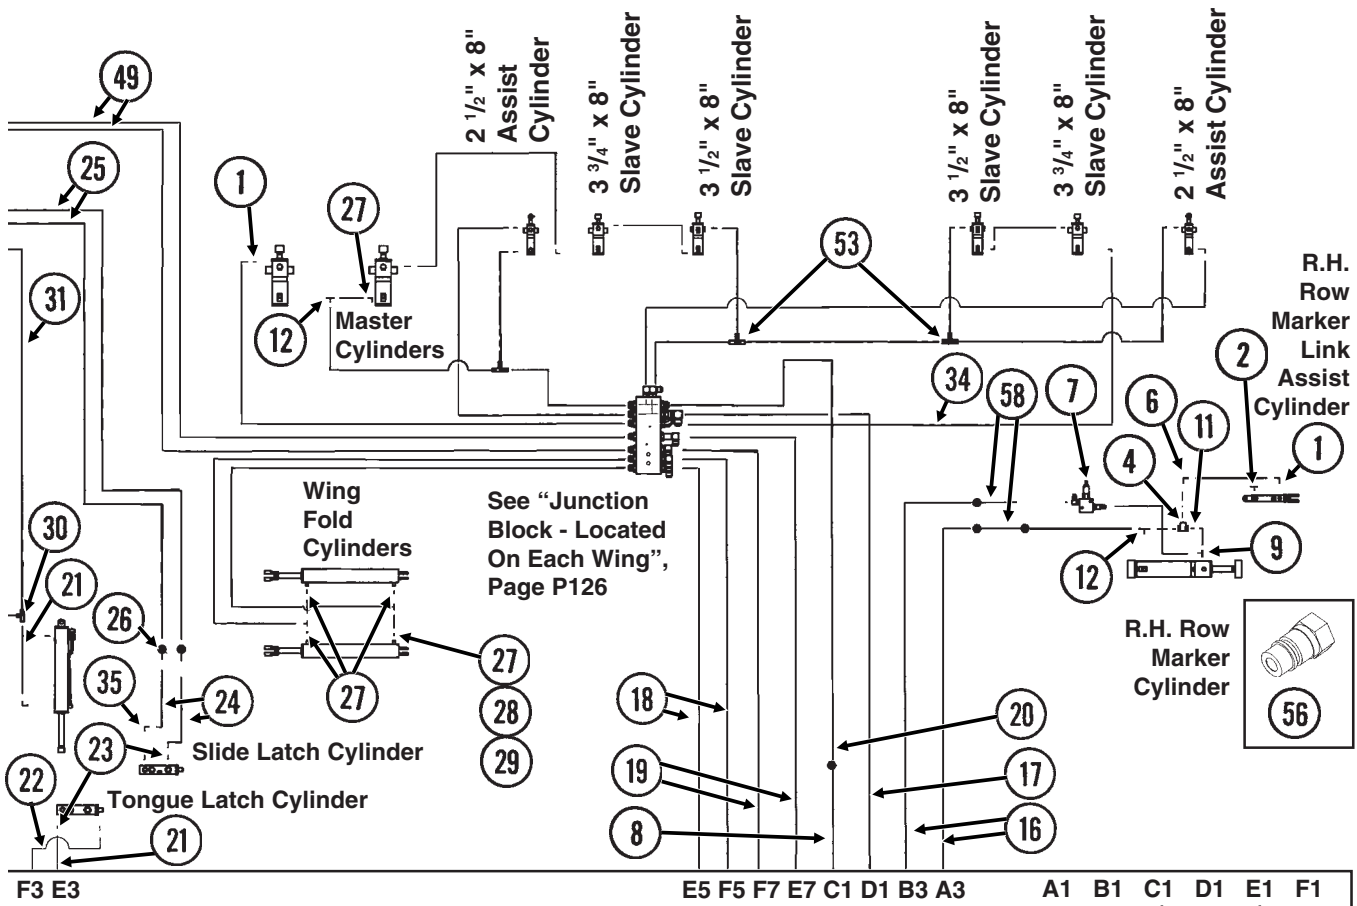 49
25
31
30
21
26
35
24
23
22
21
1
27
12
Master
Cylinders
2 1/2" x 8"
Assist
Cylinder
3 3/4" x 8"
Slave Cylinder
3 1/2" x 8"
Slave Cylinder
3 1/2" x 8"
Slave Cylinder
3 3/4" x 8"
Slave Cylinder
2 1/2" x 8"
Assist Cylinder
53
34
58
7
6
2
11
4
1
12
9
R.H.
Row
Marker
Link
Assist
Cylinder
Wing
Fold
Cylinders
See “Junction
Block - Located
On Each Wing”,
Page P126
R.H. Row
Marker
Cylinder
56
27
27
28
29
Slide Latch Cylinder
Tongue Latch Cylinder
18
19
8
20
17
16
F3 E3
E5 F5 F7 E7 C1 D1 B3 A3
A1 B1 C1 D1 E1 F1